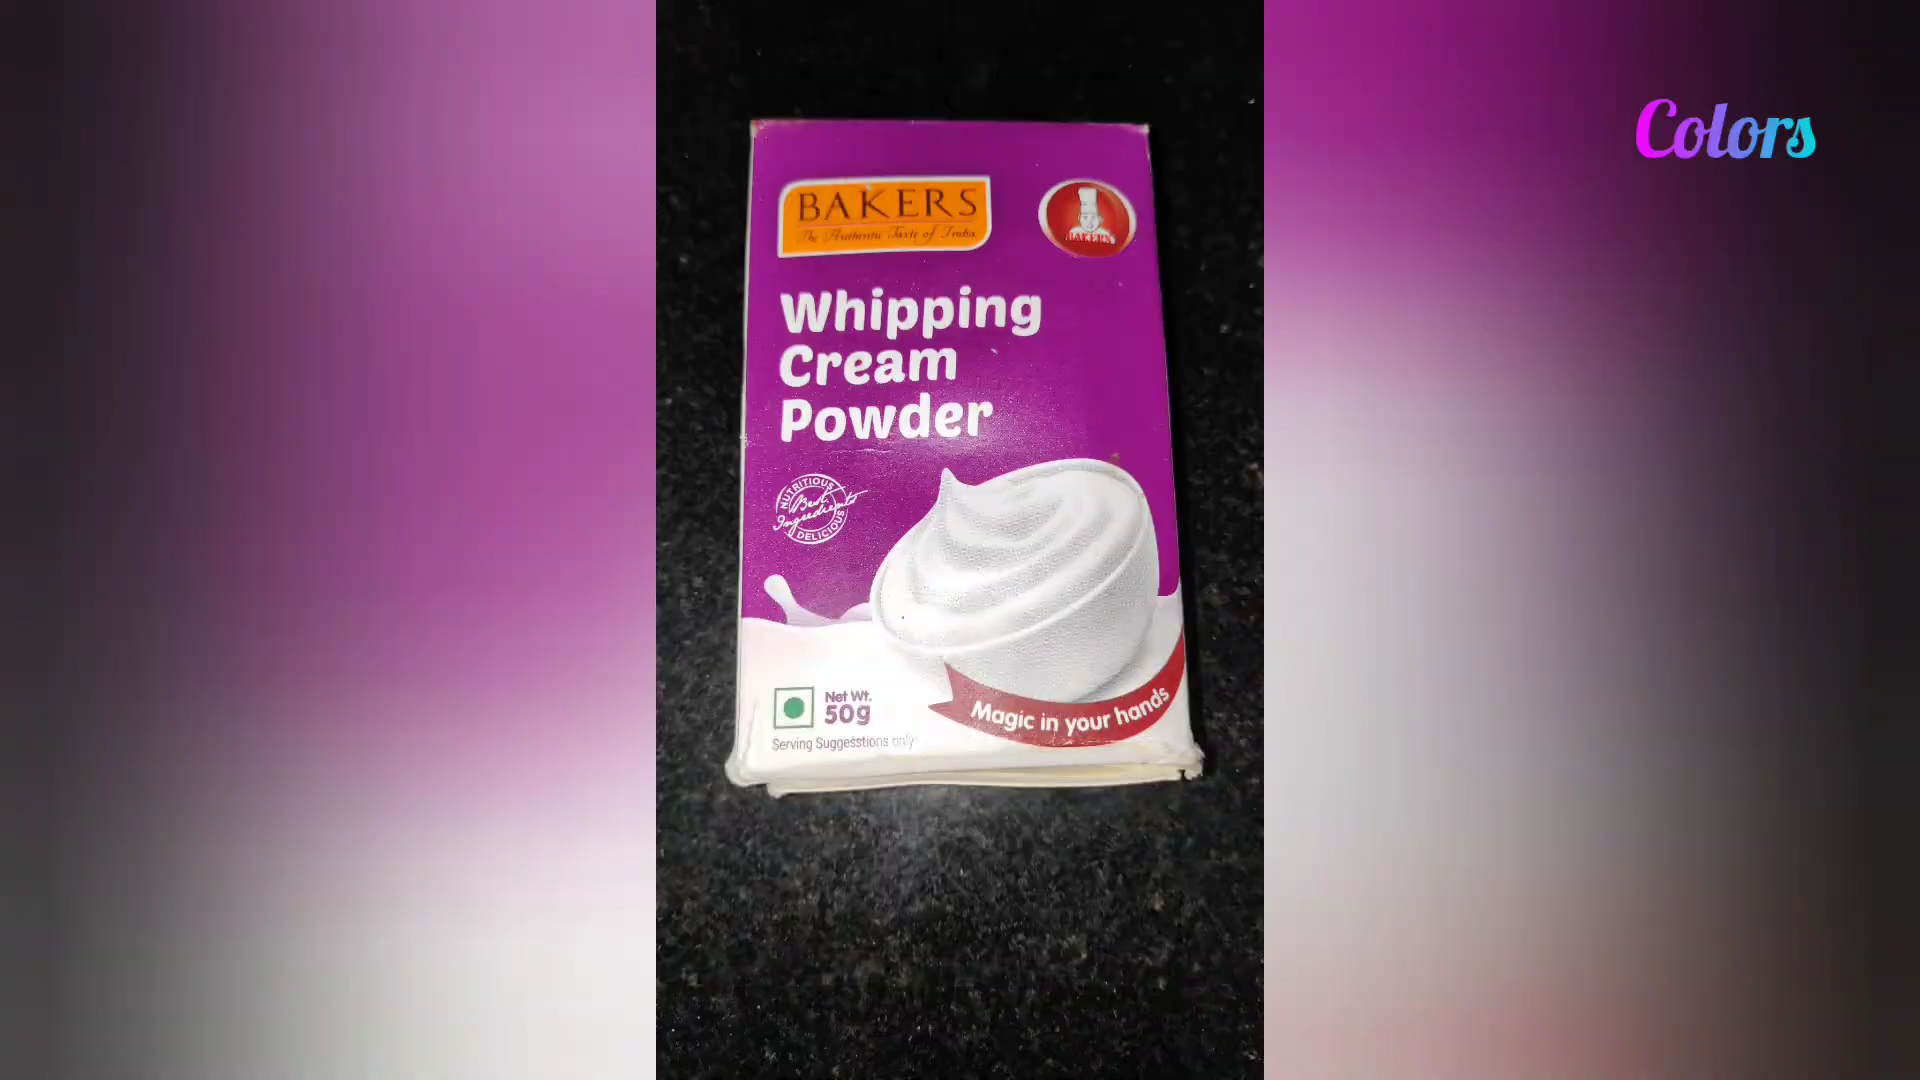 Colors
BAKERS
The Authentic Taste of India
BAKERS
Whipping
Cream
Powder
NUTRITIOUS
Best
Ingredients
DELICIOUS
Net Wt.
50g
Serving Suggesstions only
Magic in your hands